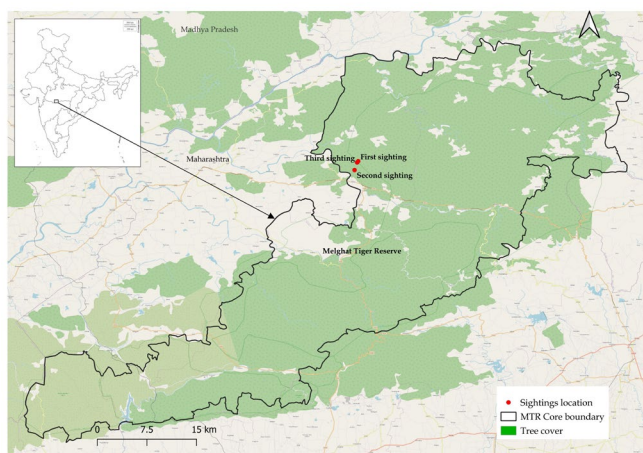 Madhya Pradesh
Maharashtra
Third sighting
First sighting
Second sighting
Melghat Tiger Reserve
Sightings location
MTR Core boundary
Tree cover
0 7.5 15 km